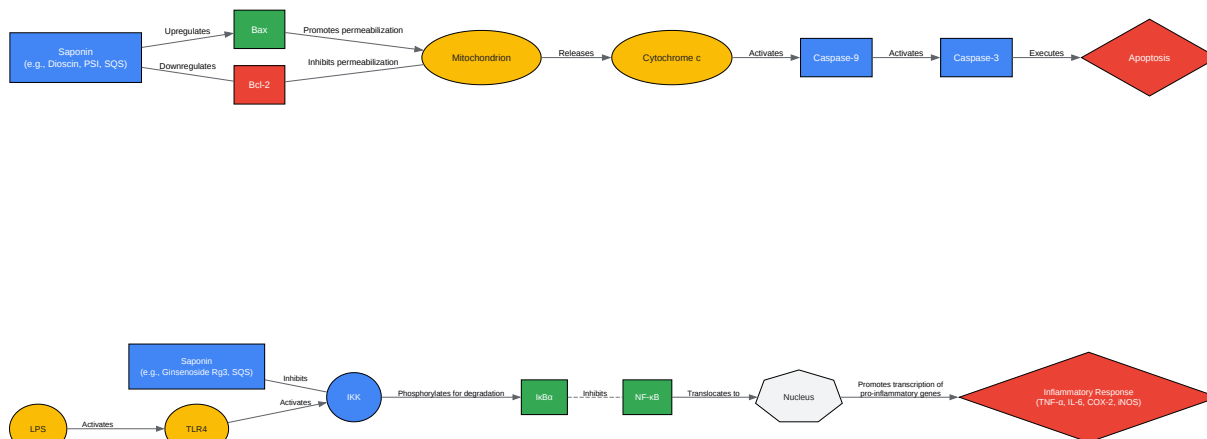 Saponin
(e.g., Dioscin, PSI, SQS)
Upregulates
Downregulates
Bax
Bcl-2
Promotes permeabilization
Inhibits permeabilization
Mitochondrion
Releases
Cytochrome c
Activates
Caspase-9
Activates
Caspase-3
Executes
Apoptosis
Saponin
(e.g., Ginsenoside Rg3, SQS)
Inhibits
LPS
Activates
TLR4
Activates
IKK
Phosphorylates for degradation
IκBα
Inhibits
NF-κB
Translocates to
Nucleus
Promotes transcription of
pro-inflammatory genes
Inflammatory Response
(TNF-α, IL-6, COX-2, iNOS)